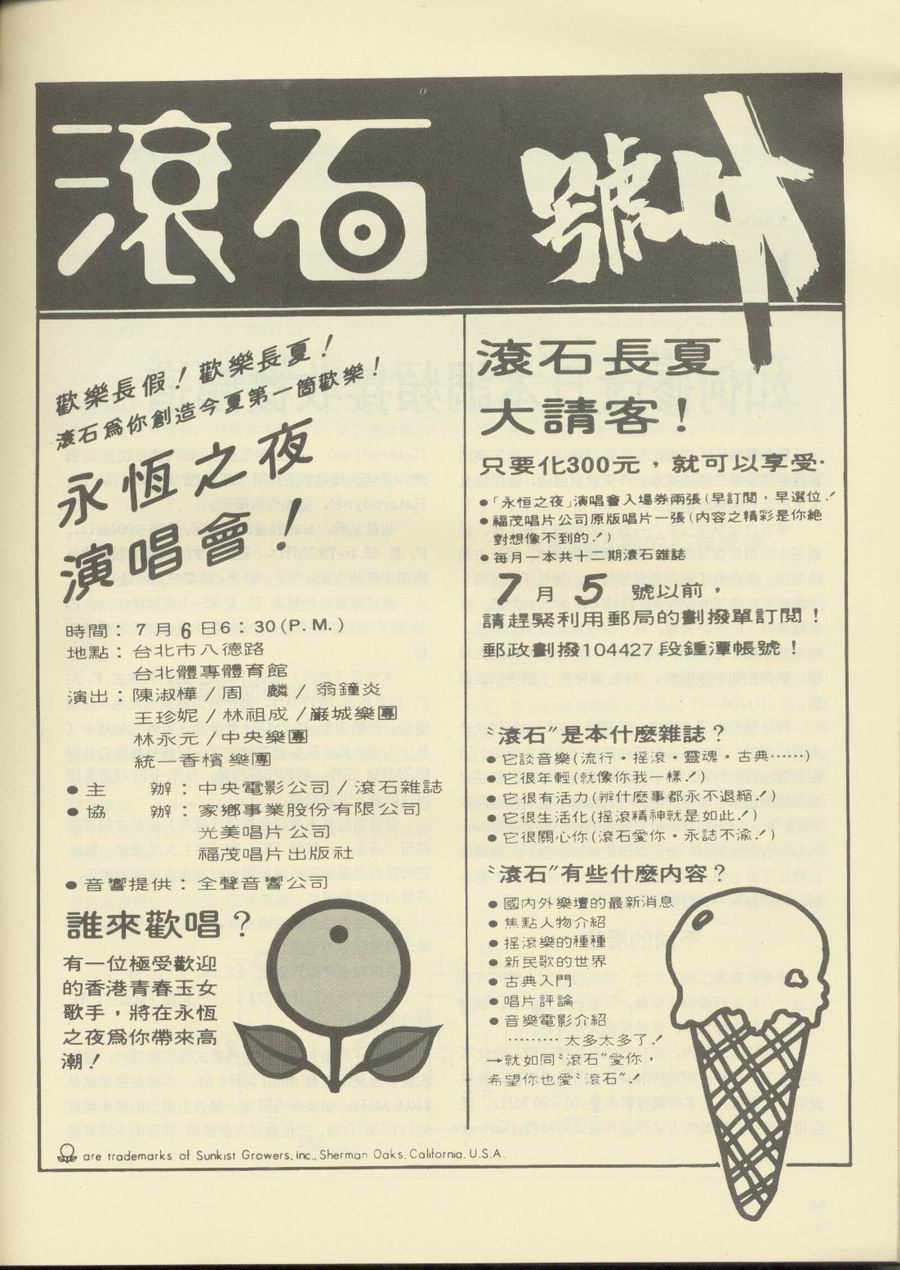 滾石
號外
歡樂長假！歡樂長夏！
滾石爲你創造今夏第一箇歡樂！
永恆之夜
演唱會！
時間：7月6日6：30(P.M.)
地點：台北市八德路
台北體專體育館
演出：陳淑樺／周　麟／翁鐘炎
王珍妮／林祖成／巖城樂團
林永元／中央樂團
統一香檳樂團
●主　　辦：中央電影公司／滾石雜誌
●協　　辦：家鄉事業股份有限公司
光美唱片公司
福茂唱片出版社
●音響提供：全聲音響公司
誰來歡唱？
有一位極受歡迎
的香港青春玉女
歌手，將在永恆
之夜爲你帶來高
潮！
滾石長夏
大請客！
只要化300元，就可以享受·
●「永恒之夜」演唱會入場券兩張（早訂閱，早選位！
●福茂唱片公司原版唱片一張（內容之精彩是你絶
對想像不到的！）
●每月一本共十二期滾石雜誌
7月5號以前，
請趕緊利用郵局的劃撥單訂閱！
郵政劃撥104427段鍾潭帳號！
〝滾石〞是本什麼雜誌？
●它談音樂（流行·搖滾·靈魂·古典……）
●它很年輕（就像你我一樣！）
●它很有活力（辦什麼事都永不退縮！）
●它很生活化（搖滾精神就是如此！）
●它很關心你（滾石愛你·永誌不渝！）
〝滾石〞有些什麼內容？
●國內外樂壇的最新消息
●焦點人物介紹
●搖滾樂的種種
●新民歌的世界
●古典入門
●唱片評論
●音樂電影介紹
………太多太多了！
→就如同〝滾石〞愛你，
希望你也愛〝滾石〞！
are trademarks of Sunkist Growers, Inc., Sherman Oaks, California, U.S.A.